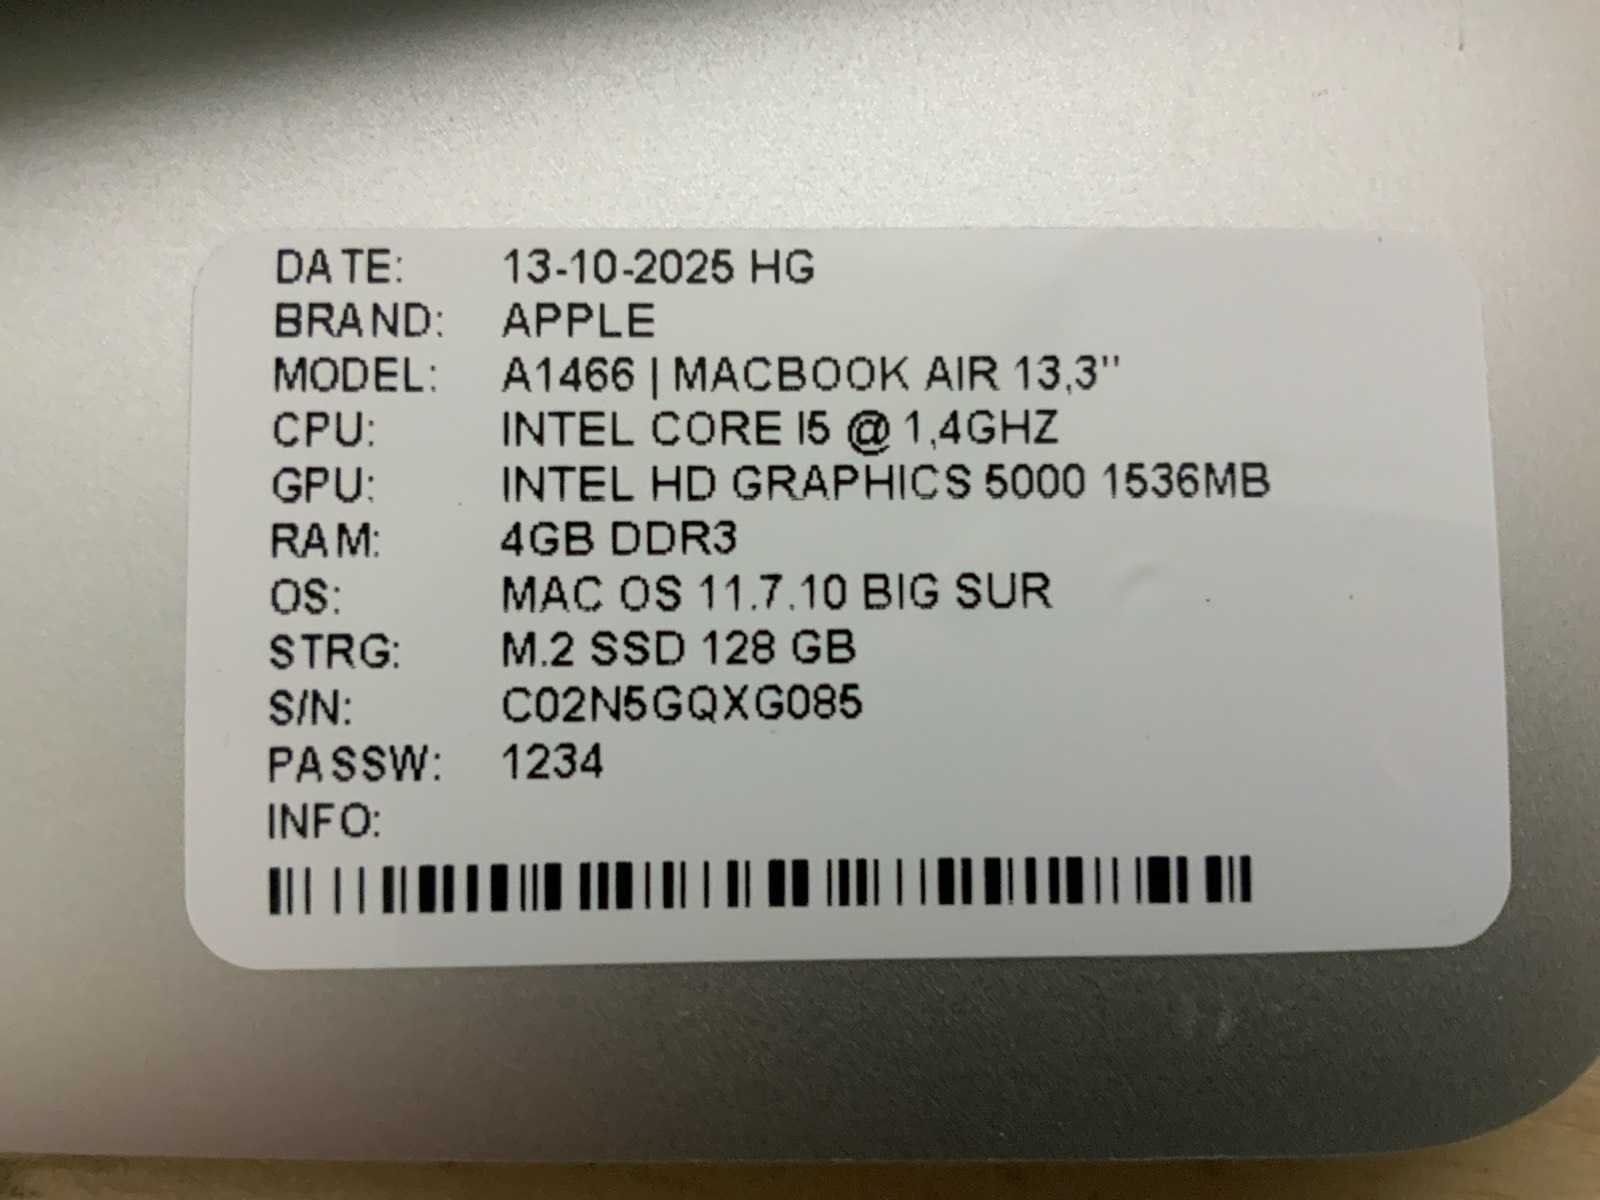 DATE: 13-10-2025 HG
BRAND: APPLE
MODEL: A1466 | MACBOOK AIR 13,3"
CPU: INTEL CORE I5 @ 1,4GHZ
GPU: INTEL HD GRAPHICS 5000 1536MB
RAM: 4GB DDR3
OS: MAC OS 11.7.10 BIG SUR
STRG: M.2 SSD 128 GB
S/N: C02N5GQXG085
PASSW: 1234
INFO: